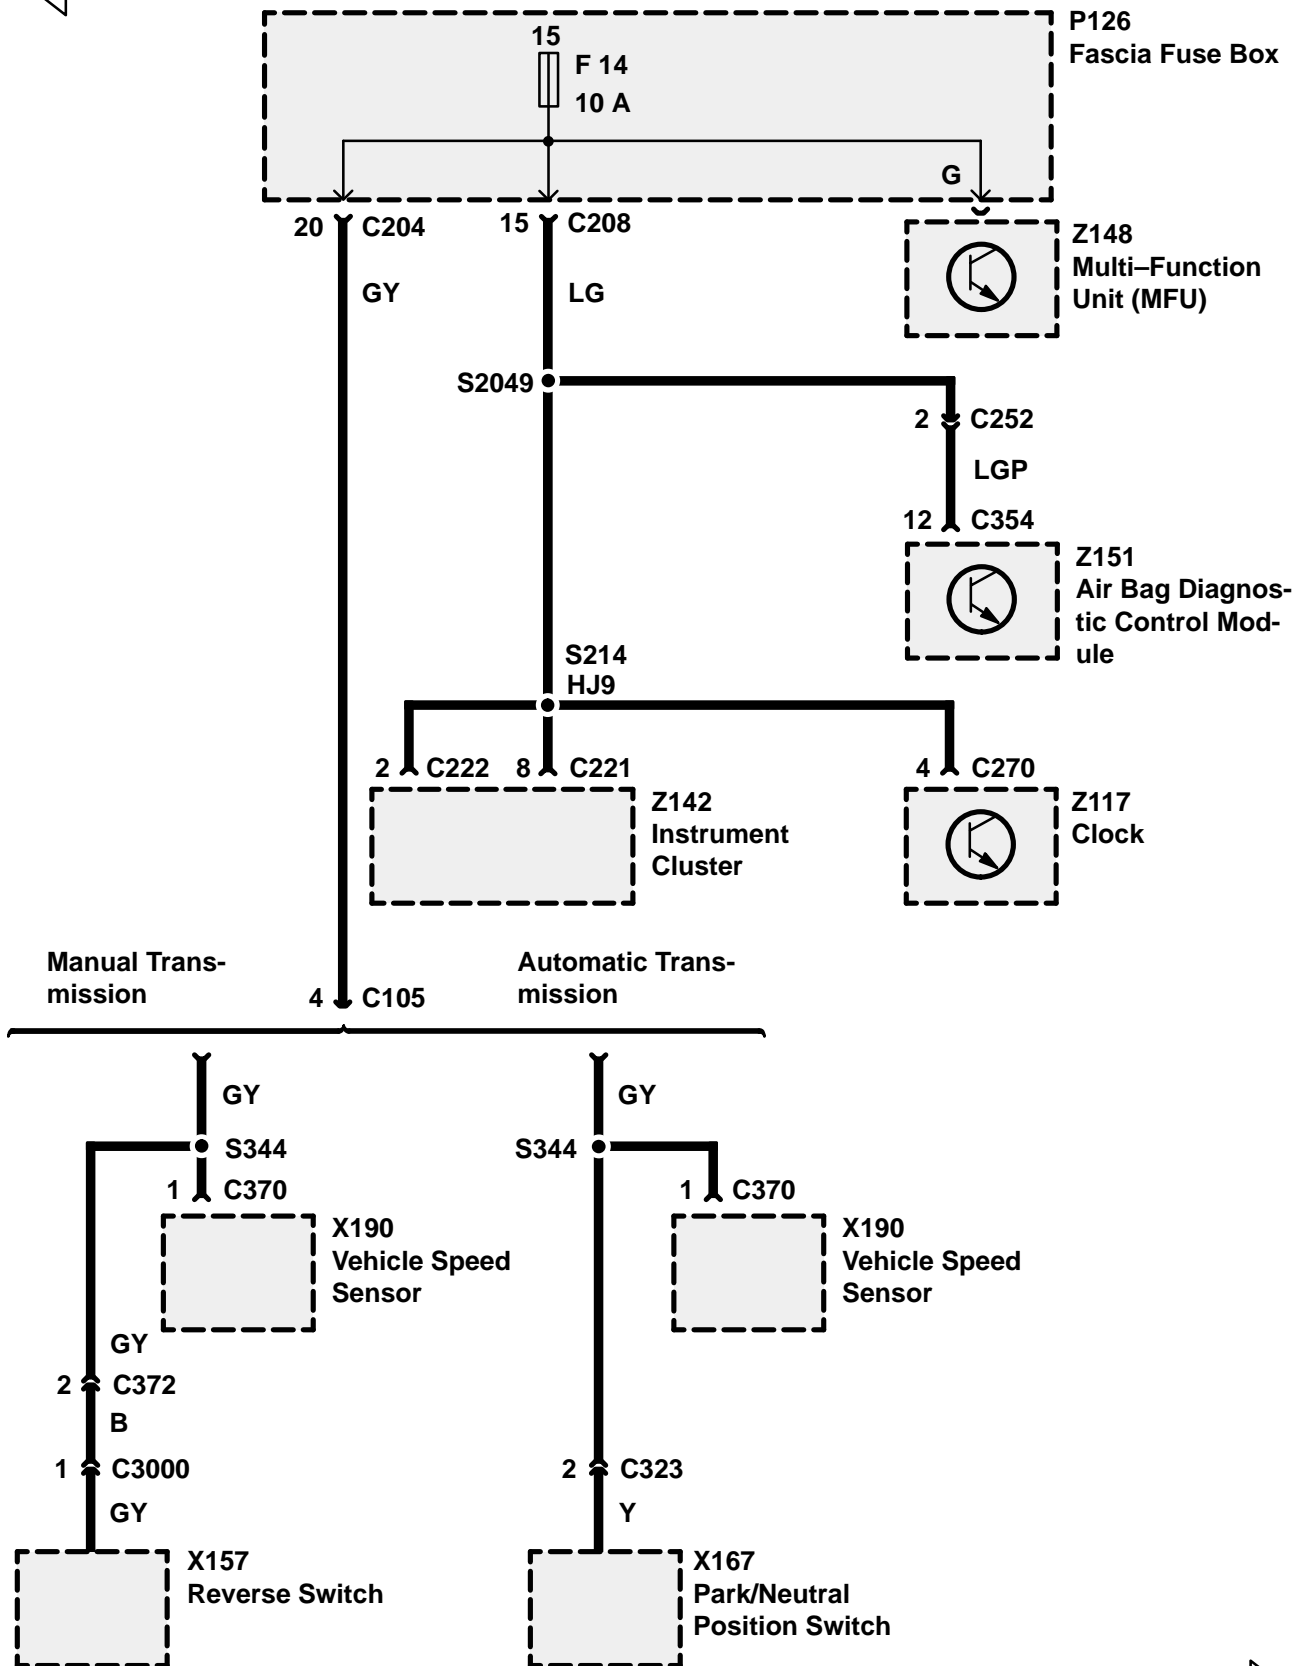 P126
Fascia Fuse Box
15
F 14
10 A
G
20 C204
15 C208
Z148
Multi–Function
Unit (MFU)
GY
LG
S2049
2 C252
LGP
12 C354
Z151
Air Bag Diagnos-
tic Control Mod-
ule
S214
HJ9
2 C222
8 C221
4 C270
Z142
Instrument
Cluster
Z117
Clock
Manual Trans-
mission
Automatic Trans-
mission
4 C105
GY
GY
S344
S344
1 C370
1 C370
X190
Vehicle Speed
Sensor
X190
Vehicle Speed
Sensor
GY
2 C372
B
1 C3000
2 C323
GY
Y
X157
Reverse Switch
X167
Park/Neutral
Position Switch